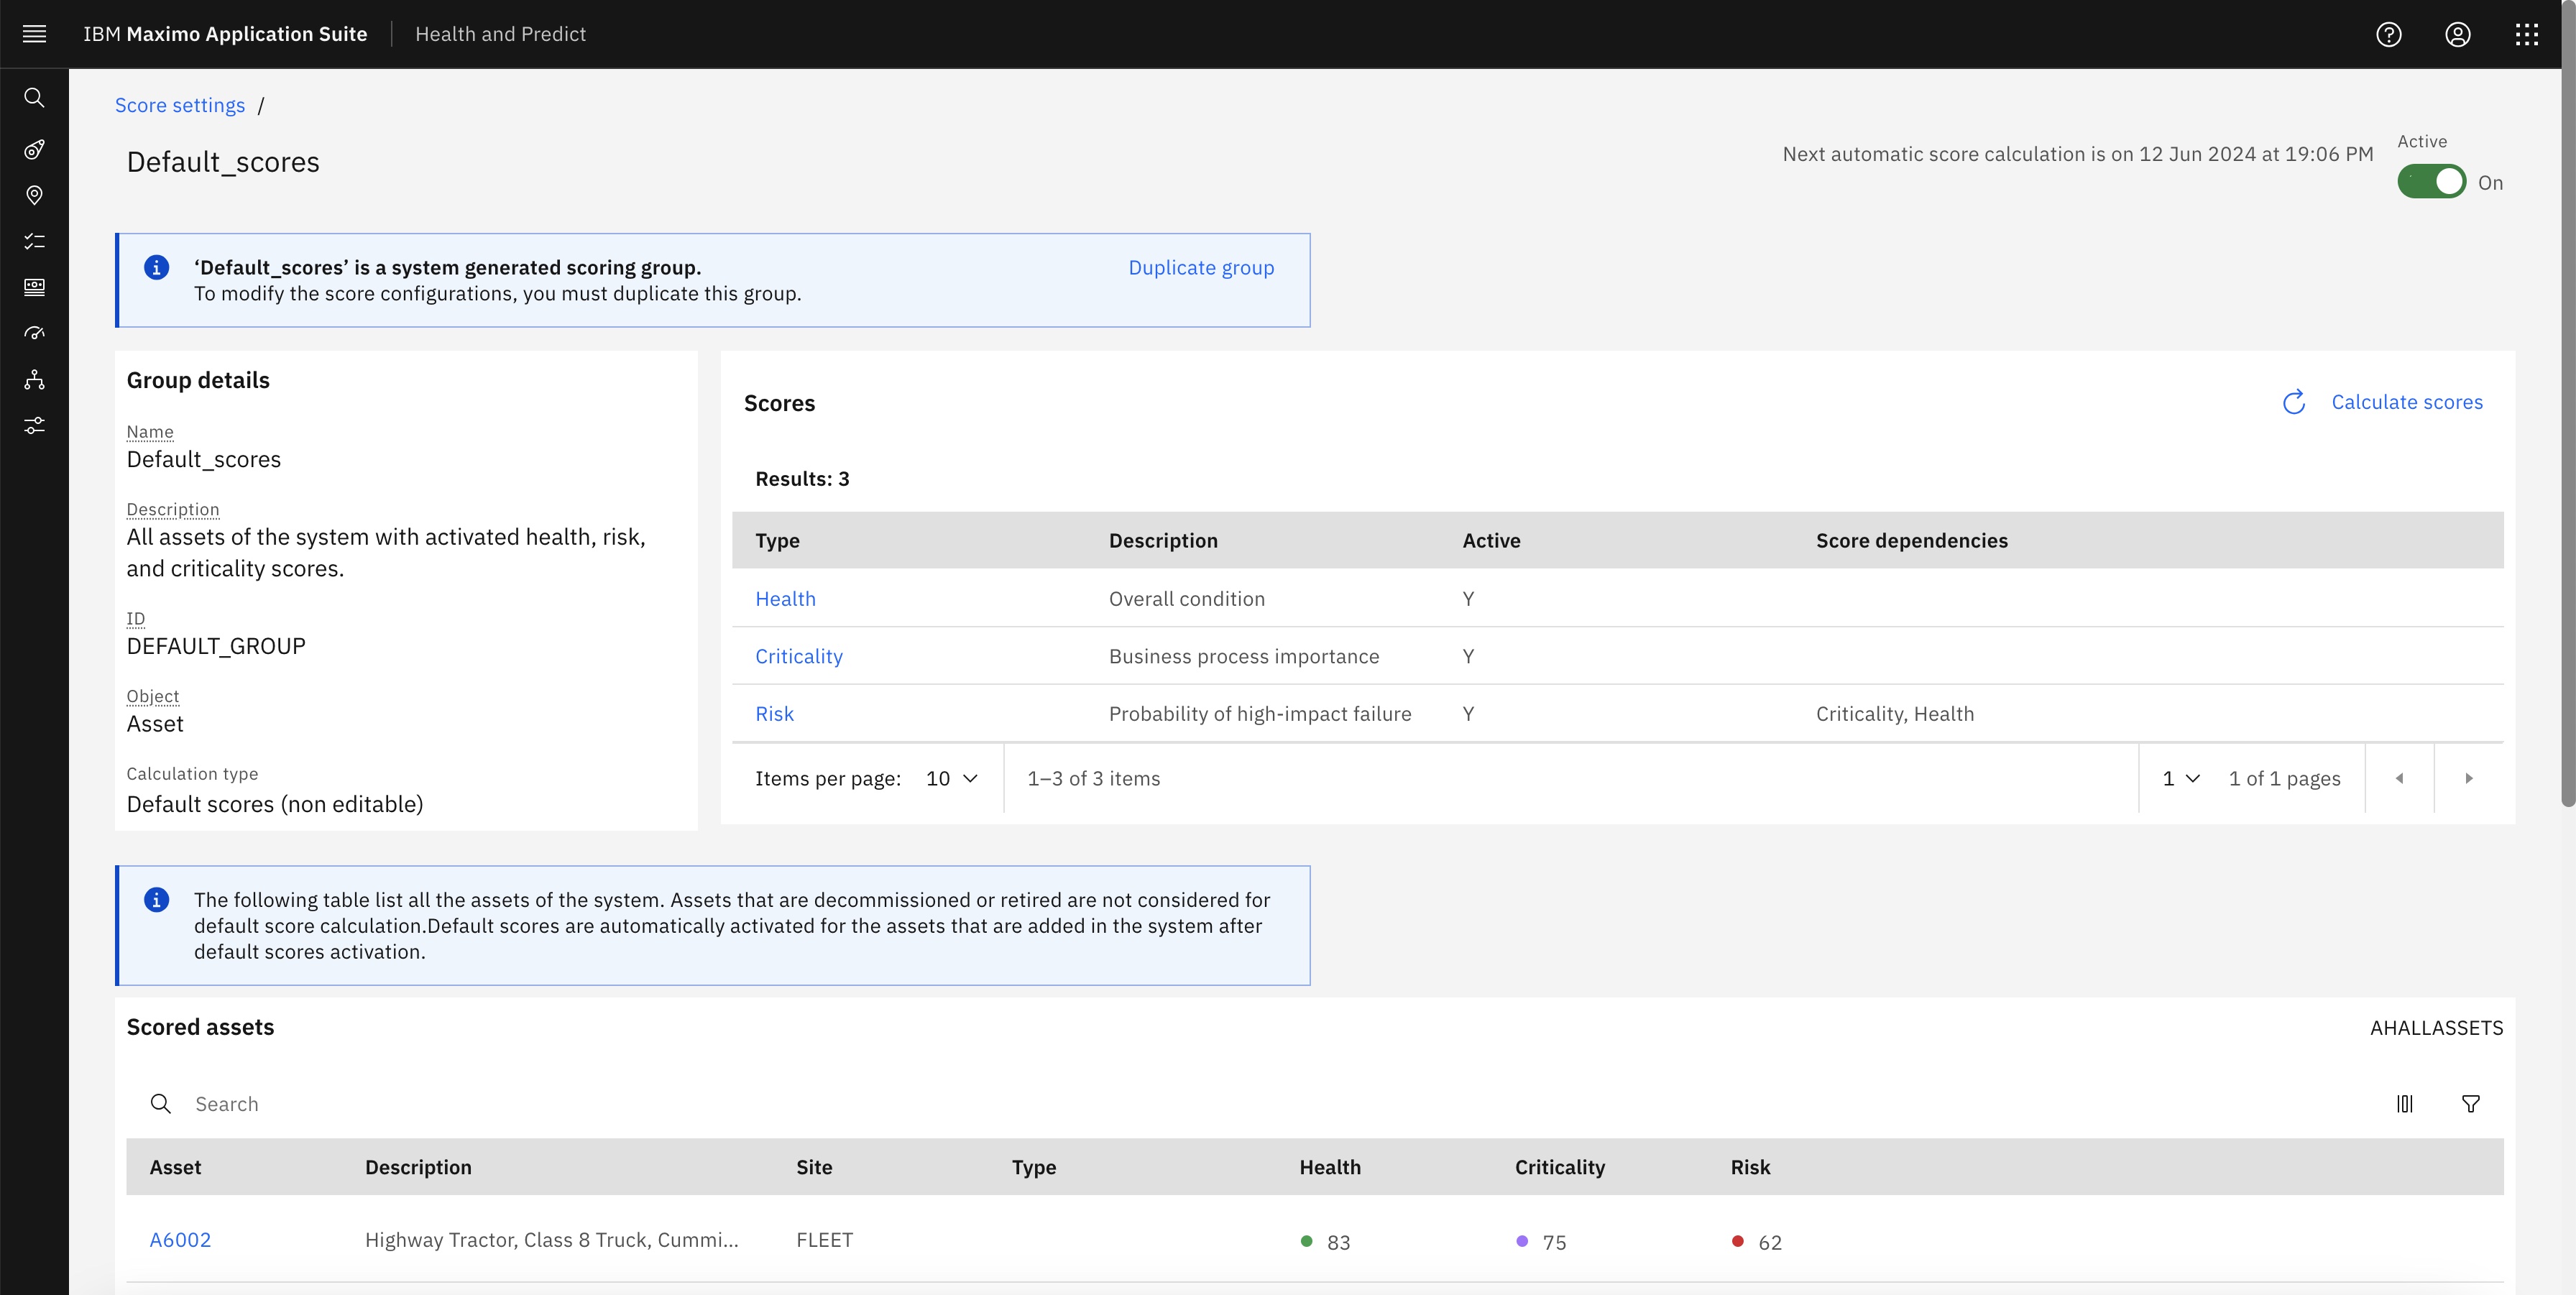 IBM Maximo Application Suite
Health and Predict
Score settings /
Default_scores
Next automatic score calculation is on 12 Jun 2024 at 19:06 PM
Active
On
‘Default_scores’ is a system generated scoring group.
To modify the score configurations, you must duplicate this group.
Duplicate group
Group details
Name
Default_scores
Description
All assets of the system with activated health, risk,
and criticality scores.
ID
DEFAULT_GROUP
Object
Asset
Calculation type
Default scores (non editable)
Scores
Calculate scores
Results: 3
Type Description Active Score dependencies
Health Overall condition Y
Criticality Business process importance Y
Risk Probability of high-impact failure Y Criticality, Health
Items per page: 10 1–3 of 3 items 1 1 of 1 pages
The following table list all the assets of the system. Assets that are decommissioned or retired are not considered for
default score calculation.Default scores are automatically activated for the assets that are added in the system after
default scores activation.
Scored assets
AHALLASSETS
Search
Asset Description Site Type Health Criticality Risk
A6002 Highway Tractor, Class 8 Truck, Cummi... FLEET 83 75 62